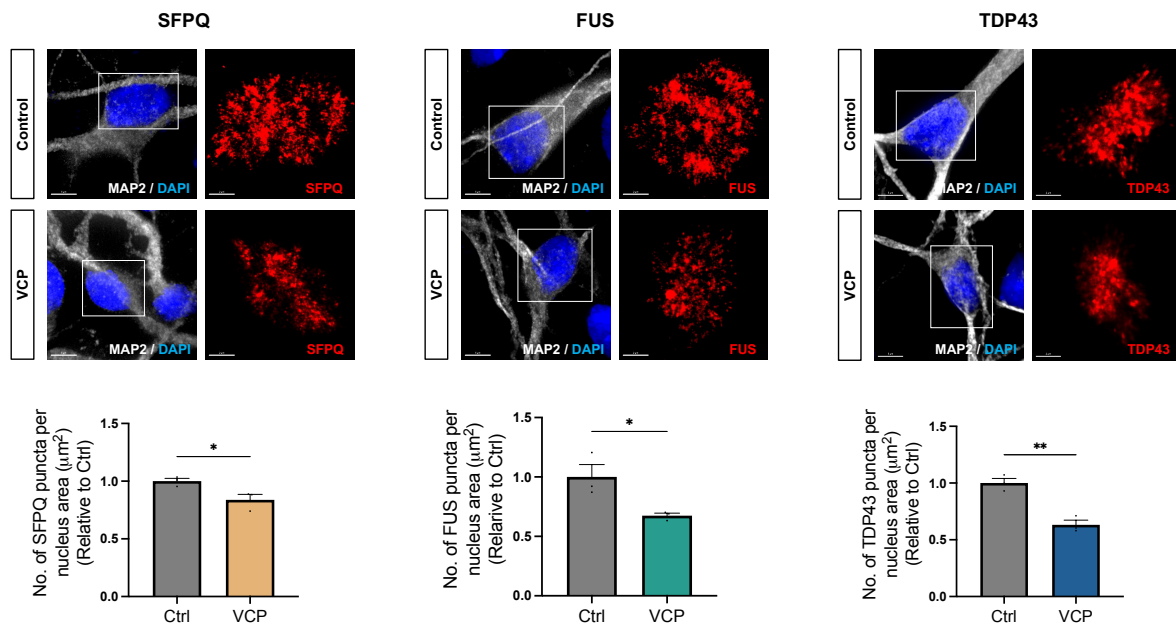 SFPQ
FUS
TDP43
Control
MAP2 / DAPI
SFPQ
Control
MAP2 / DAPI
FUS
Control
MAP2 / DAPI
TDP43
VCP
MAP2 / DAPI
SFPQ
VCP
MAP2 / DAPI
FUS
VCP
MAP2 / DAPI
TDP43
No. of SFPQ puncta per
nucleus area (μm²)
(Relative to Ctrl)
1.5
1.0
0.5
0.0
*
Ctrl
VCP
No. of FUS puncta per
nucleus area (μm²)
(Relarive to Ctrl)
1.5
1.0
0.5
0.0
*
Ctrl
VCP
No. of TDP43 puncta per
nucleus area (μm²)
(Relative to Ctrl)
1.5
1.0
0.5
0.0
**
Ctrl
VCP